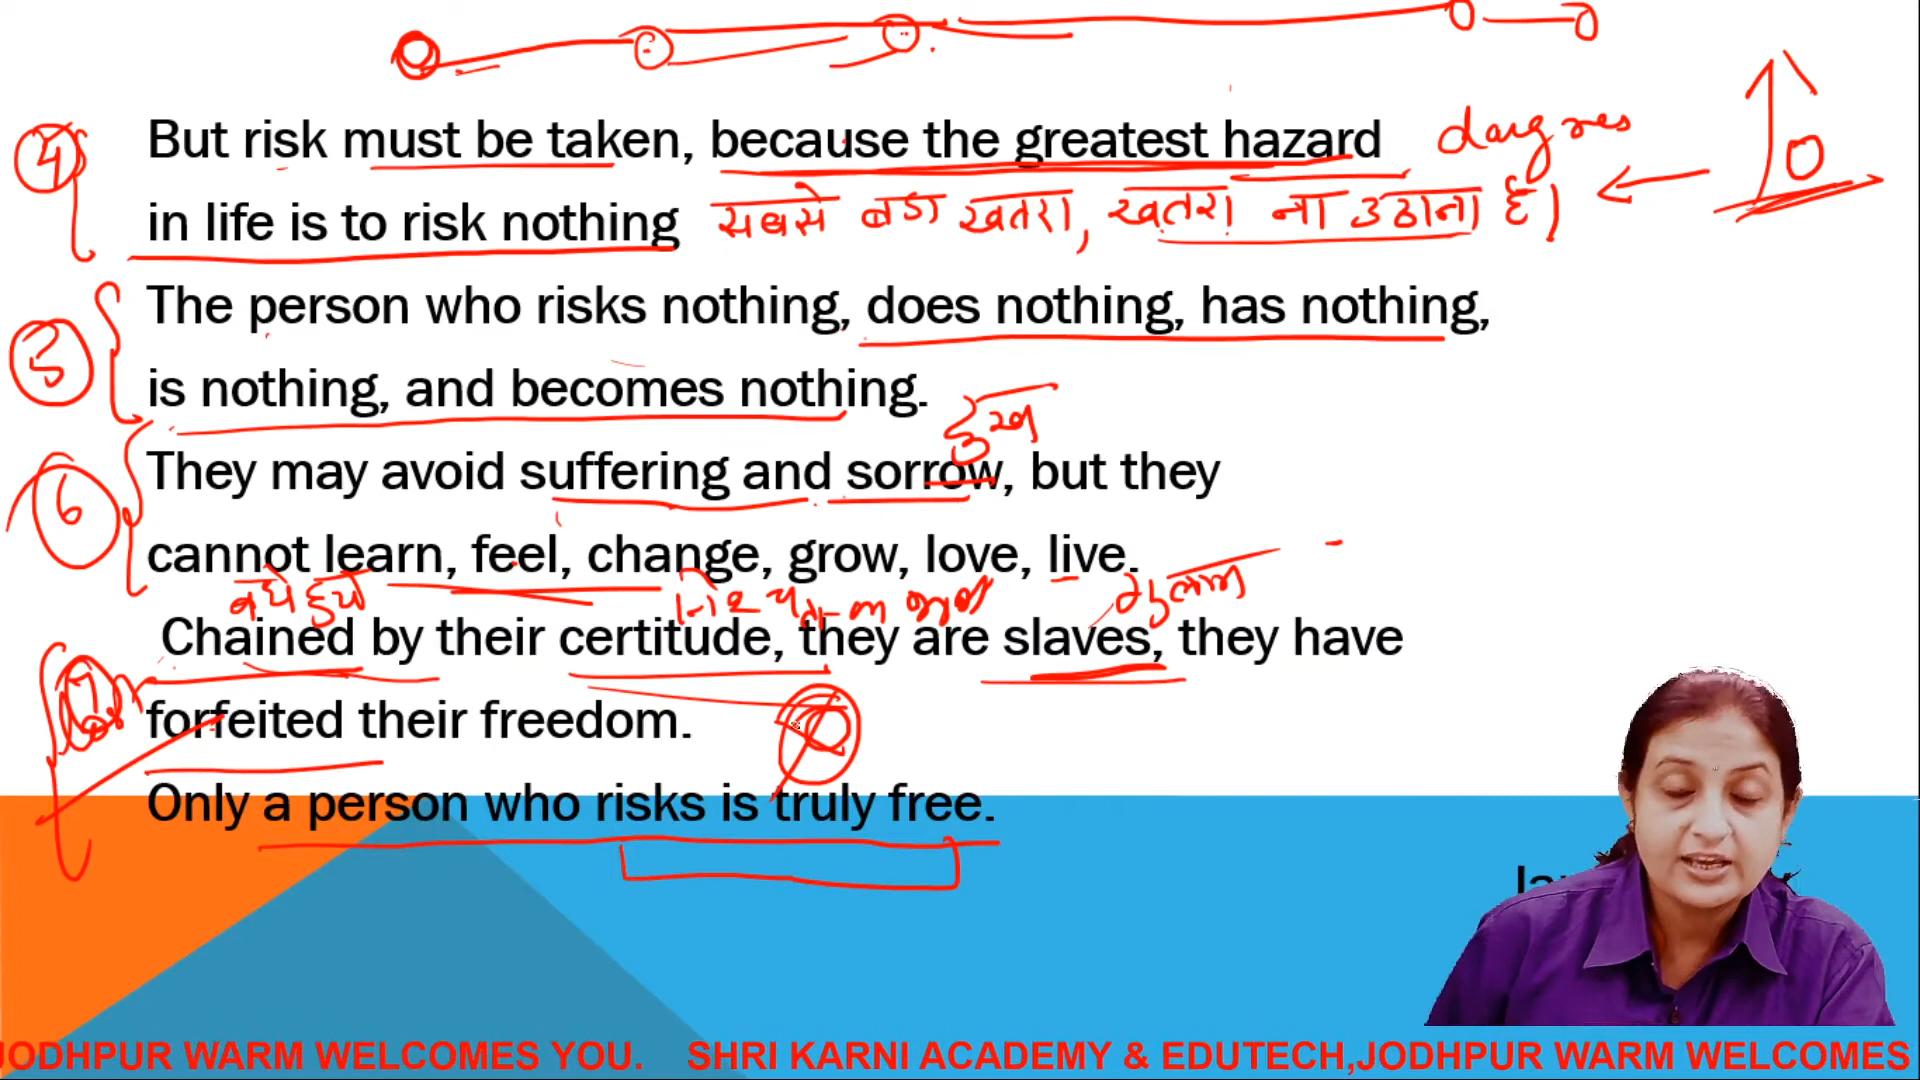 4 But risk must be taken, because the greatest hazard
in life is to risk nothing सबसे बडा खतरा, खतरा ना उठाना है।
5 The person who risks nothing, does nothing, has nothing,
is nothing, and becomes nothing.
6 They may avoid suffering and sorrow, but they
cannot learn, feel, change, grow, love, live.
Chained by their certitude, they are slaves, they have
7 forfeited their freedom.
Only a person who risks is truly free.
JODHPUR WARM WELCOMES YOU. SHRI KARNI ACADEMY & EDUTECH,JODHPUR WARM WELCOMES